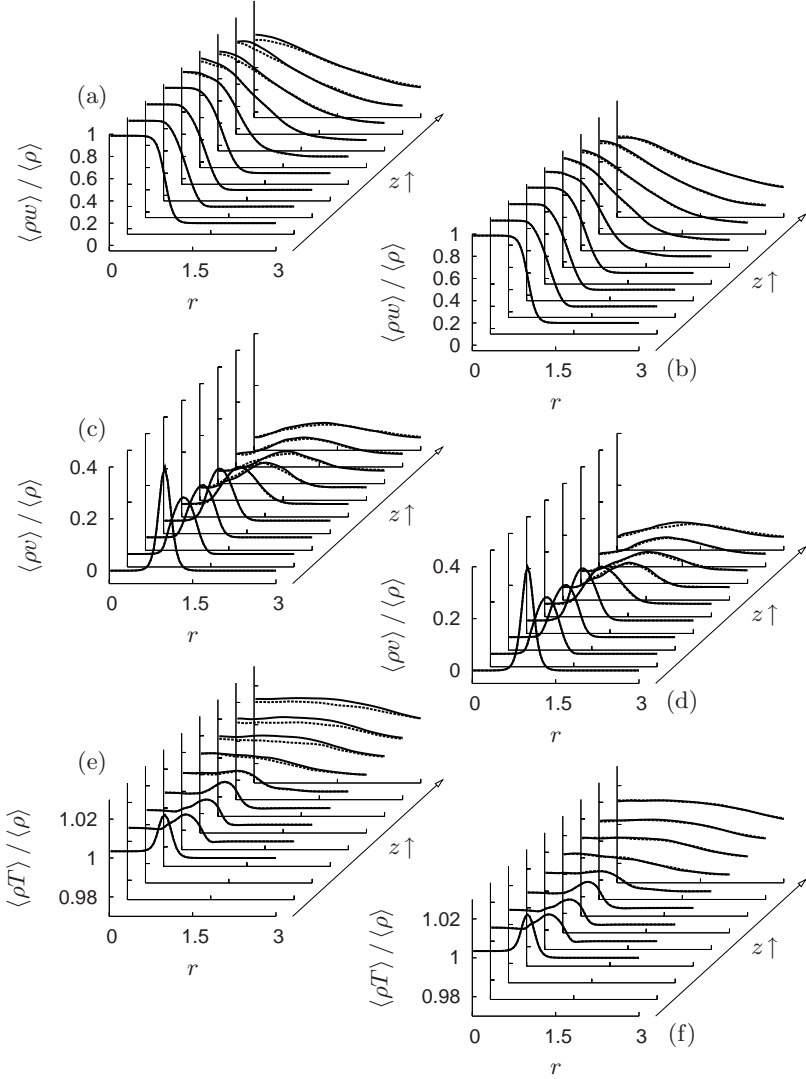 (a)
1
0.8
0.6
0.4
0.2
0
⟨ρw⟩ / ⟨ρ⟩
0 1.5 3
r
z↑
(b)
1
0.8
0.6
0.4
0.2
0
⟨ρw⟩ / ⟨ρ⟩
0 1.5 3
r
z↑
(c)
0.4
0.2
0
⟨ρv⟩ / ⟨ρ⟩
0 1.5 3
r
z↑
(d)
0.4
0.2
0
⟨ρv⟩ / ⟨ρ⟩
0 1.5 3
r
z↑
(e)
1.02
1
0.98
⟨ρT⟩ / ⟨ρ⟩
0 1.5 3
r
z↑
(f)
1.02
1
0.98
⟨ρT⟩ / ⟨ρ⟩
0 1.5 3
r
z↑